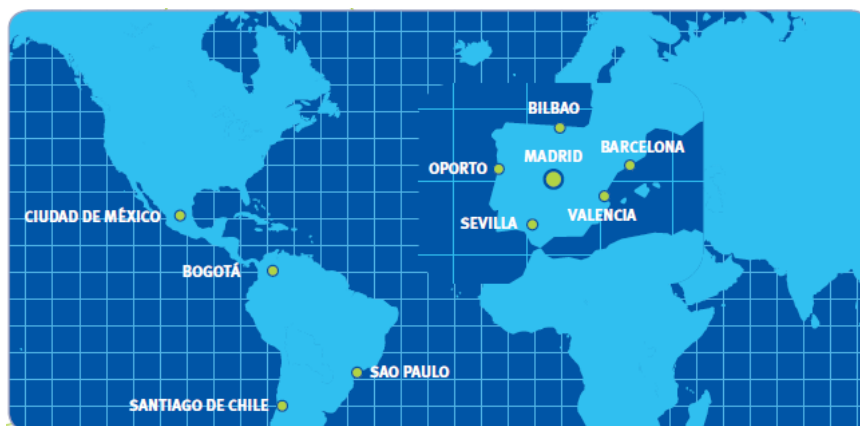 BILBAO
BARCELONA
MADRID
OPORTO
CIUDAD DE MÉXICO
VALENCIA
SEVILLA
BOGOTÁ
SAO PAULO
SANTIAGO DE CHILE